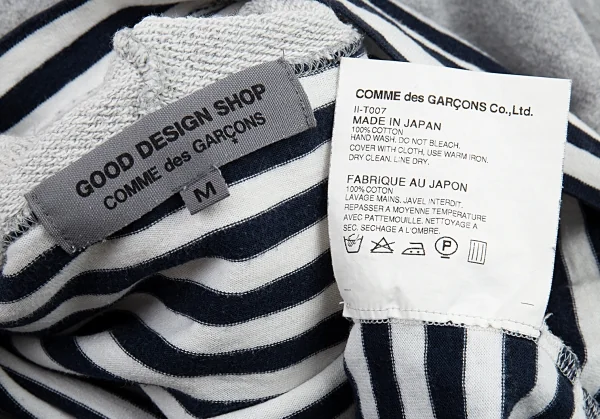 GOOD DESIGN SHOP
COMME des GARÇONS
M
COMME des GARÇONS Co.,Ltd.
II-T007
MADE IN JAPAN
100% COTTON
HAND WASH. DO NOT BLEACH.
COVER WITH CLOTH, USE WARM IRON.
DRY CLEAN. LINE DRY.
FABRIQUE AU JAPON
100% COTON
LAVAGE MAINS. JAVEL INTERDIT.
REPASSER A MOYENNE TEMPERATURE
AVEC PATTEMOUILLE. NETTOYAGE A
SEC. SECHAGE A L'OMBRE.
P